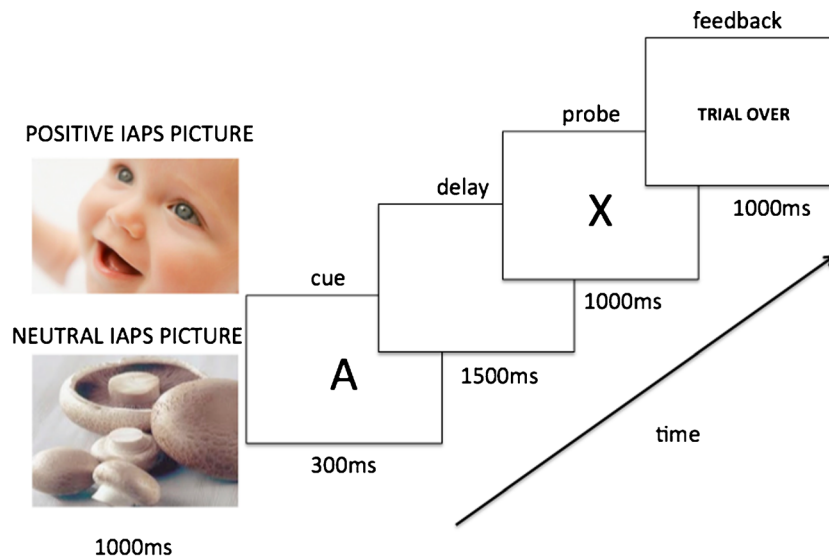 feedback
TRIAL OVER
1000ms
probe
X
1000ms
delay
1500ms
cue
A
300ms
POSITIVE IAPS PICTURE
NEUTRAL IAPS PICTURE
1000ms
time